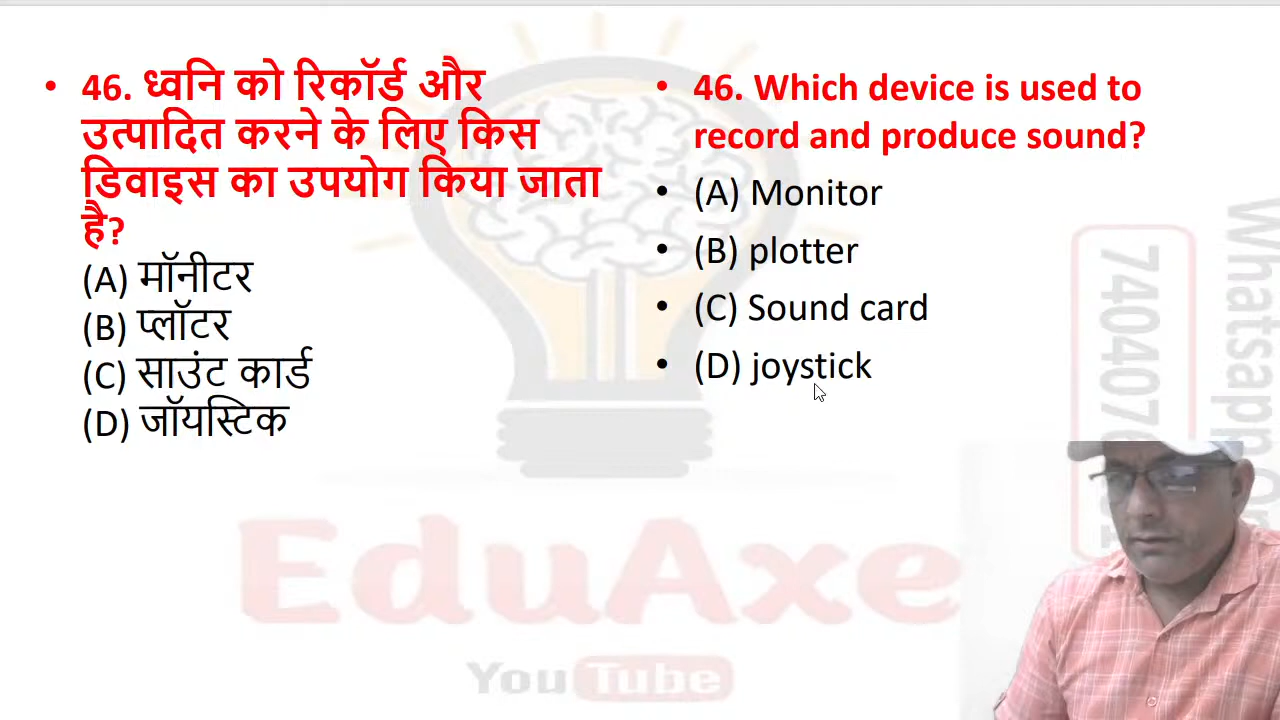 • 46. ध्वनि को रिकॉर्ड और
उत्पादित करने के लिए किस
डिवाइस का उपयोग किया जाता
है?
(A) मॉनीटर
(B) प्लॉटर
(C) साउंट कार्ड
(D) जॉयस्टिक
• 46. Which device is used to
record and produce sound?
• (A) Monitor
• (B) plotter
• (C) Sound card
• (D) joystick
EduAxe
YouTube
Whatsapp